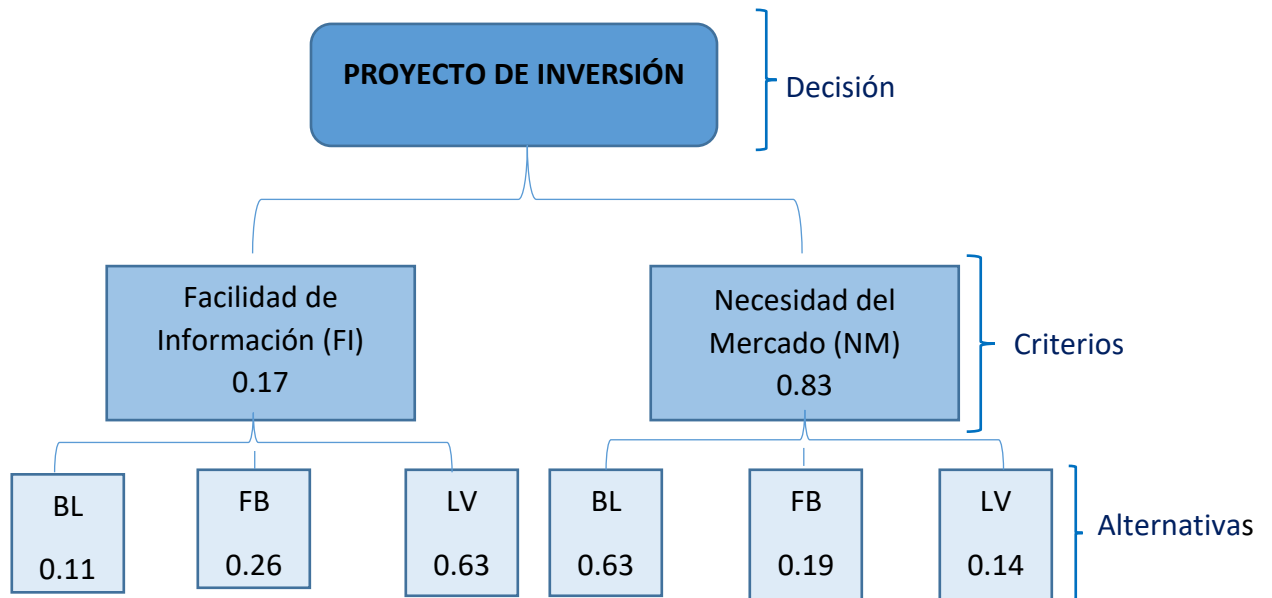 PROYECTO DE INVERSIÓN
Decisión
Facilidad de
Información (FI)
0.17
Necesidad del
Mercado (NM)
0.83
Criterios
BL
0.11
FB
0.26
LV
0.63
BL
0.63
FB
0.19
LV
0.14
Alternativas